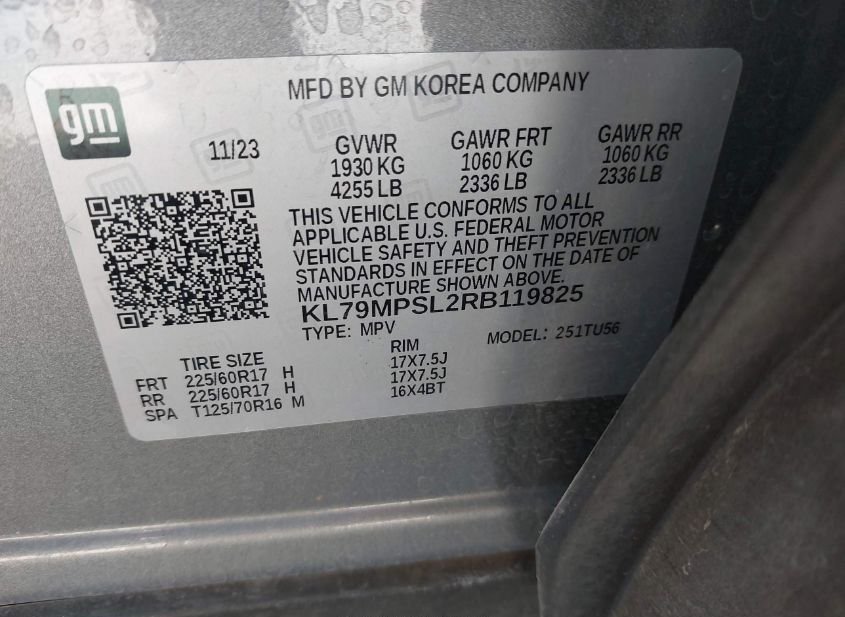 gm
MFD BY GM KOREA COMPANY
11/23 GVWR GAWR FRT GAWR RR
1930 KG 1060 KG 1060 KG
4255 LB 2336 LB 2336 LB
THIS VEHICLE CONFORMS TO ALL
APPLICABLE U.S. FEDERAL MOTOR
VEHICLE SAFETY AND THEFT PREVENTION
STANDARDS IN EFFECT ON THE DATE OF
MANUFACTURE SHOWN ABOVE.
KL79MPSL2RB119825
TYPE: MPV MODEL: 251TU56
TIRE SIZE RIM
FRT 225/60R17 H 17X7.5J
RR 225/60R17 H 17X7.5J
SPA T125/70R16 M 16X4BT